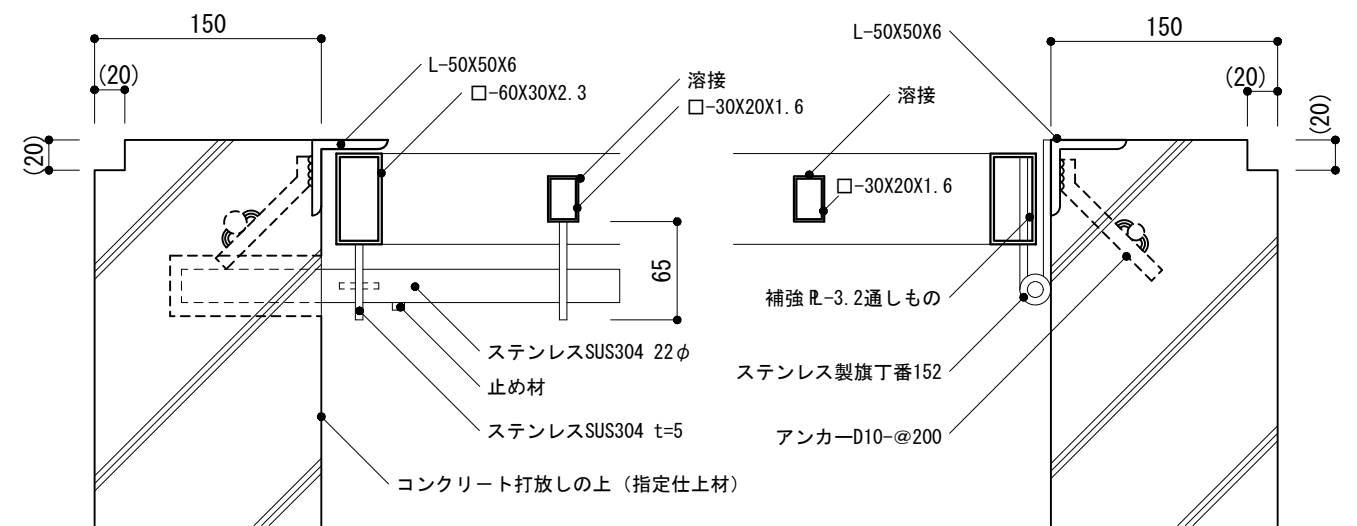 150
(20)
(20)
L-50X50X6
□-60X30X2.3
溶接
□-30X20X1.6
65
ステンレスSUS304 22φ
止め材
ステンレスSUS304 t=5
コンクリート打放しの上（指定仕上材）
L-50X50X6
150
(20)
(20)
溶接
□-30X20X1.6
補強 PL-3.2通しもの
ステンレス製旗丁番152
アンカーD10-@200